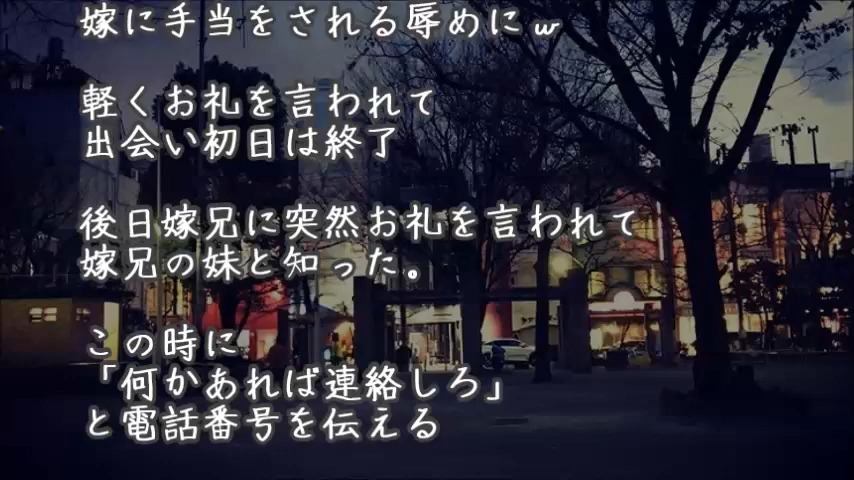 嫁に手当をされる辱めにｗ
軽くお礼を言われて
出会い初日は終了
後日嫁兄に突然お礼を言われて
嫁兄の妹と知った。
この時に
「何かあれば連絡しろ」
と電話番号を伝える